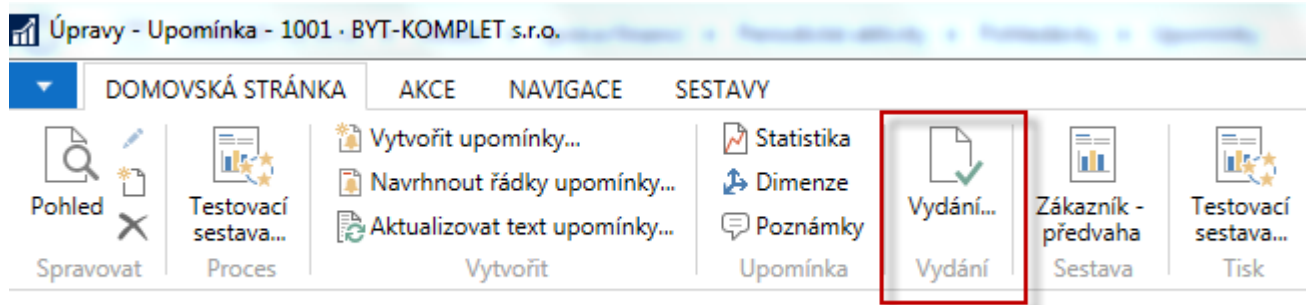 Úpravy - Upomínka - 1001 · BYT-KOMPLET s.r.o.
DOMOVSKÁ STRÁNKA AKCE NAVIGACE SESTAVY
Pohled
Spravovat
Testovací
sestava...
Proces
Vytvořit upomínky...
Navrhnout řádky upomínky...
Aktualizovat text upomínky...
Vytvořit
Statistika
Dimenze
Poznámky
Upomínka
Vydání...
Vydání
Zákazník -
předvaha
Sestava
Testovací
sestava...
Tisk